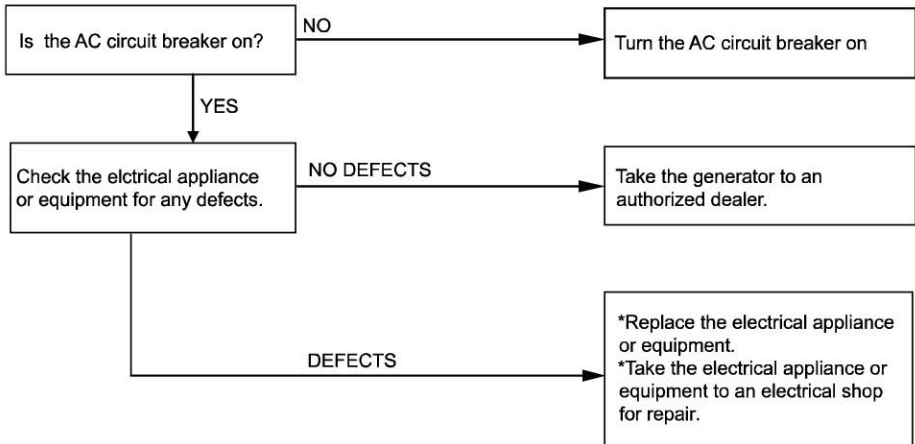 Is the AC circuit breaker on?
NO
Turn the AC circuit breaker on
YES
Check the elctrical appliance
or equipment for any defects.
NO DEFECTS
Take the generator to an
authorized dealer.
DEFECTS
*Replace the electrical appliance
or equipment.
*Take the electrical appliance or
equipment to an electrical shop
for repair.